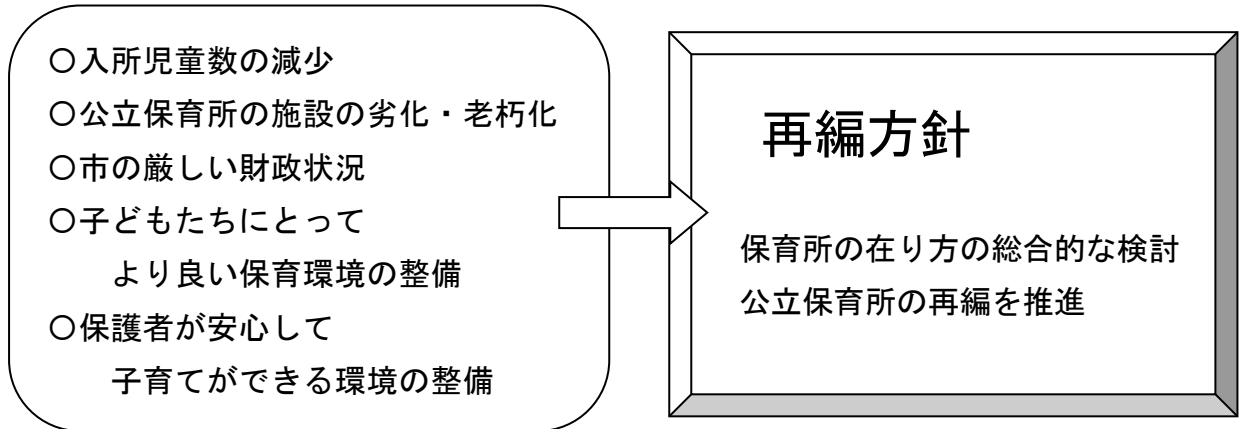 〇入所児童数の減少
〇公立保育所の施設の劣化・老朽化
〇市の厳しい財政状況
〇子どもたちにとって
より良い保育環境の整備
〇保護者が安心して
子育てができる環境の整備
再編方針
保育所の在り方の総合的な検討
公立保育所の再編を推進